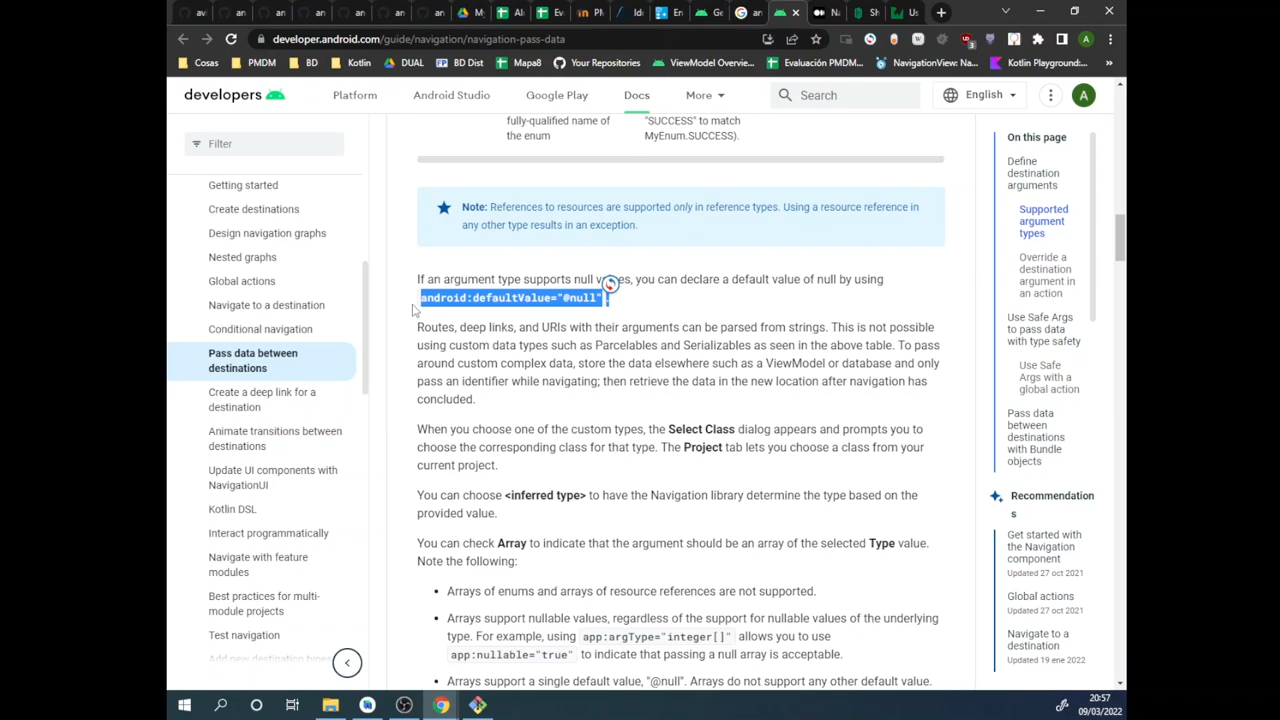 av
an
My
Al
Ev
Pl
Ide
En
Ge
an
Na
Sh
Us
developer.android.com/guide/navigation/navigation-pass-data
A
3
Cosas
PMDM
BD
Kotlin
DUAL
BD Dist
Mapa8
Your Repositories
ViewModel Overvie...
Evaluación PMDM...
NavigationView: Na...
Kotlin Playground:...
»
developers
Platform
Android Studio
Google Play
Docs
More
Search
English
A
Filter
Getting started
Create destinations
Design navigation graphs
Nested graphs
Global actions
Navigate to a destination
Conditional navigation
Pass data between
destinations
Create a deep link for a
destination
Animate transitions between
destinations
Update UI components with
NavigationUI
Kotlin DSL
Interact programmatically
Navigate with feature
modules
Best practices for multi-
module projects
Test navigation
Add new destination types
fully-qualified name of
the enum
"SUCCESS" to match
MyEnum.SUCCESS).
Note: References to resources are supported only in reference types. Using a resource reference in
any other type results in an exception.
If an argument type supports null values, you can declare a default value of null by using
android:defaultValue="@null".
Routes, deep links, and URIs with their arguments can be parsed from strings. This is not possible
using custom data types such as Parcelables and Serializables as seen in the above table. To pass
around custom complex data, store the data elsewhere such as a ViewModel or database and only
pass an identifier while navigating; then retrieve the data in the new location after navigation has
concluded.
When you choose one of the custom types, the Select Class dialog appears and prompts you to
choose the corresponding class for that type. The Project tab lets you choose a class from your
current project.
You can choose <inferred type> to have the Navigation library determine the type based on the
provided value.
You can check Array to indicate that the argument should be an array of the selected Type value.
Note the following:
• Arrays of enums and arrays of resource references are not supported.
• Arrays support nullable values, regardless of the support for nullable values of the underlying
type. For example, using app:argType="integer[]" allows you to use
app:nullable="true" to indicate that passing a null array is acceptable.
• Arrays support a single default value, "@null". Arrays do not support any other default value.
On this page
Define
destination
arguments
Supported
argument
types
Override a
destination
argument in
an action
Use Safe Args
to pass data
with type safety
Use Safe
Args with a
global action
Pass data
between
destinations
with Bundle
objects
Recommendation
s
Get started with
the Navigation
component
Updated 27 oct 2021
Global actions
Updated 27 oct 2021
Navigate to a
destination
Updated 19 ene 2022
20:57
09/03/2022